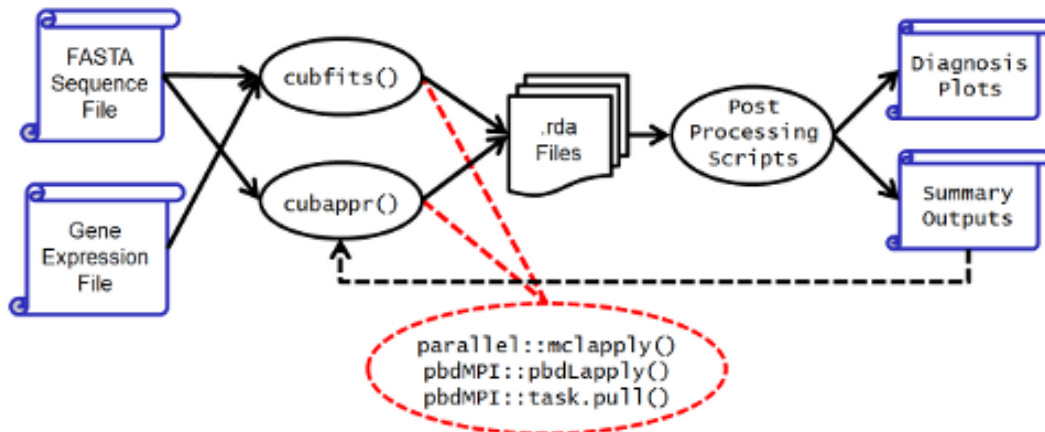 FASTA
Sequence
File
Gene
Expression
File
cubfits()
cubappr()
.rda
Files
Post
Processing
Scripts
Diagnosis
Plots
Summary
Outputs
parallel::mclapply()
pbdMPI::pbdLapply()
pbdMPI::task.pull()